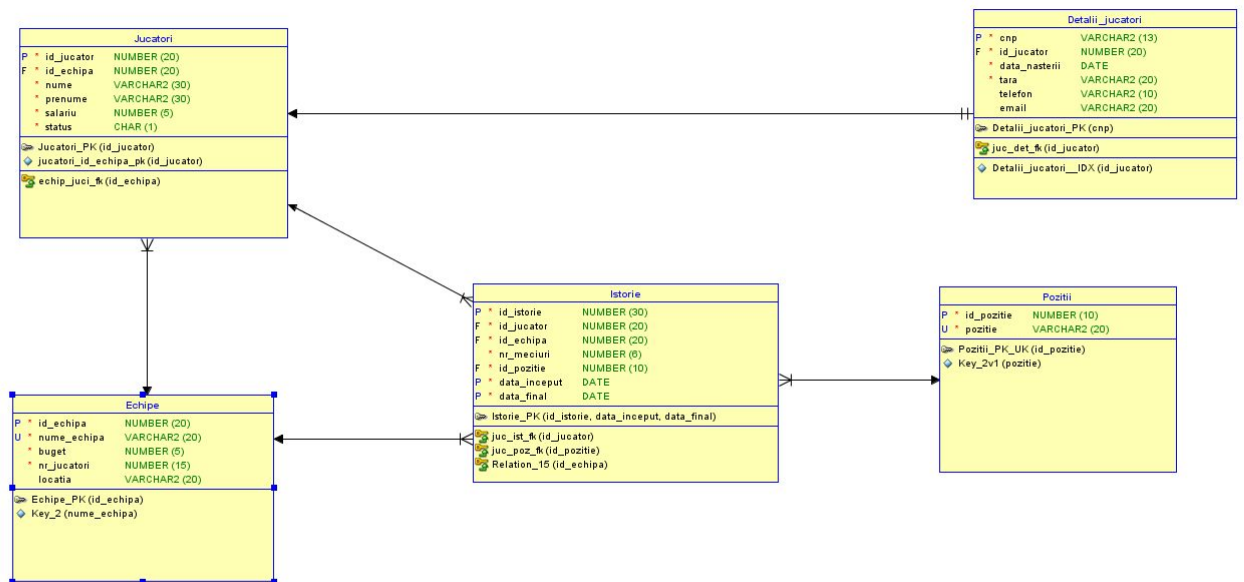 Jucatori
P * id_jucator NUMBER (20)
F * id_echipa NUMBER (20)
* nume VARCHAR2 (30)
* prenume VARCHAR2 (30)
* salariu NUMBER (5)
* status CHAR (1)
Jucatori_PK (id_jucator)
jucatori_id_echipa_pk (id_jucator)
echip_juci_fk (id_echipa)
Detalii_jucatori
P * cnp VARCHAR2 (13)
F * id_jucator NUMBER (20)
* data_nasterii DATE
* tara VARCHAR2 (20)
telefon VARCHAR2 (10)
email VARCHAR2 (20)
Detalii_jucatori_PK (cnp)
juc_det_fk (id_jucator)
Detalii_jucatori__IDX (id_jucator)
Istorie
P * id_istorie NUMBER (30)
F * id_jucator NUMBER (20)
F * id_echipa NUMBER (20)
* nr_meciuri NUMBER (6)
F * id_pozitie NUMBER (10)
P * data_inceput DATE
P * data_final DATE
Istorie_PK (id_istorie, data_inceput, data_final)
juc_ist_fk (id_jucator)
juc_poz_fk (id_pozitie)
Relation_15 (id_echipa)
Pozitii
P * id_pozitie NUMBER (10)
U * pozitie VARCHAR2 (20)
Pozitii_PK_UK (id_pozitie)
Key_2v1 (pozitie)
Echipe
P * id_echipa NUMBER (20)
U * nume_echipa VARCHAR2 (20)
* buget NUMBER (5)
* nr_jucatori NUMBER (15)
locatia VARCHAR2 (20)
Echipe_PK (id_echipa)
Key_2 (nume_echipa)